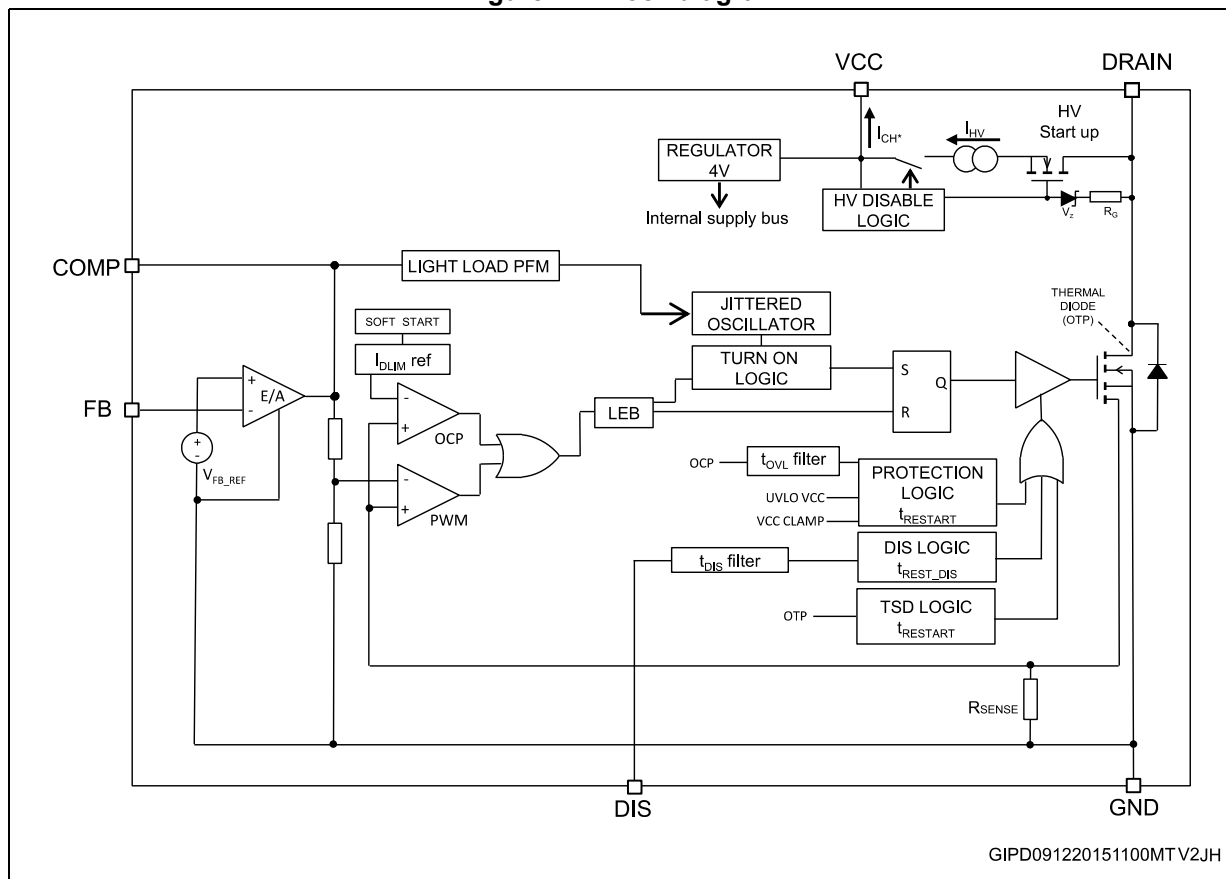 VCC
DRAIN
HV
Start up
I_CH*
I_HV
REGULATOR
4V
Internal supply bus
HV DISABLE
LOGIC
V_Z
R_G
COMP
LIGHT LOAD PFM
JITTERED
OSCILLATOR
THERMAL
DIODE
(OTP)
SOFT START
I_DLIM ref
TURN ON
LOGIC
FB
+
E/A
-
+
-
V_FB_REF
-
+
OCP
-
+
PWM
LEB
S
Q
R
OCP
t_OVL filter
UVLO VCC
VCC CLAMP
PROTECTION
LOGIC
t_RESTART
t_DIS filter
DIS LOGIC
t_REST_DIS
OTP
TSD LOGIC
t_RESTART
R_SENSE
DIS
GND
GIPD091220151100MTV2JH